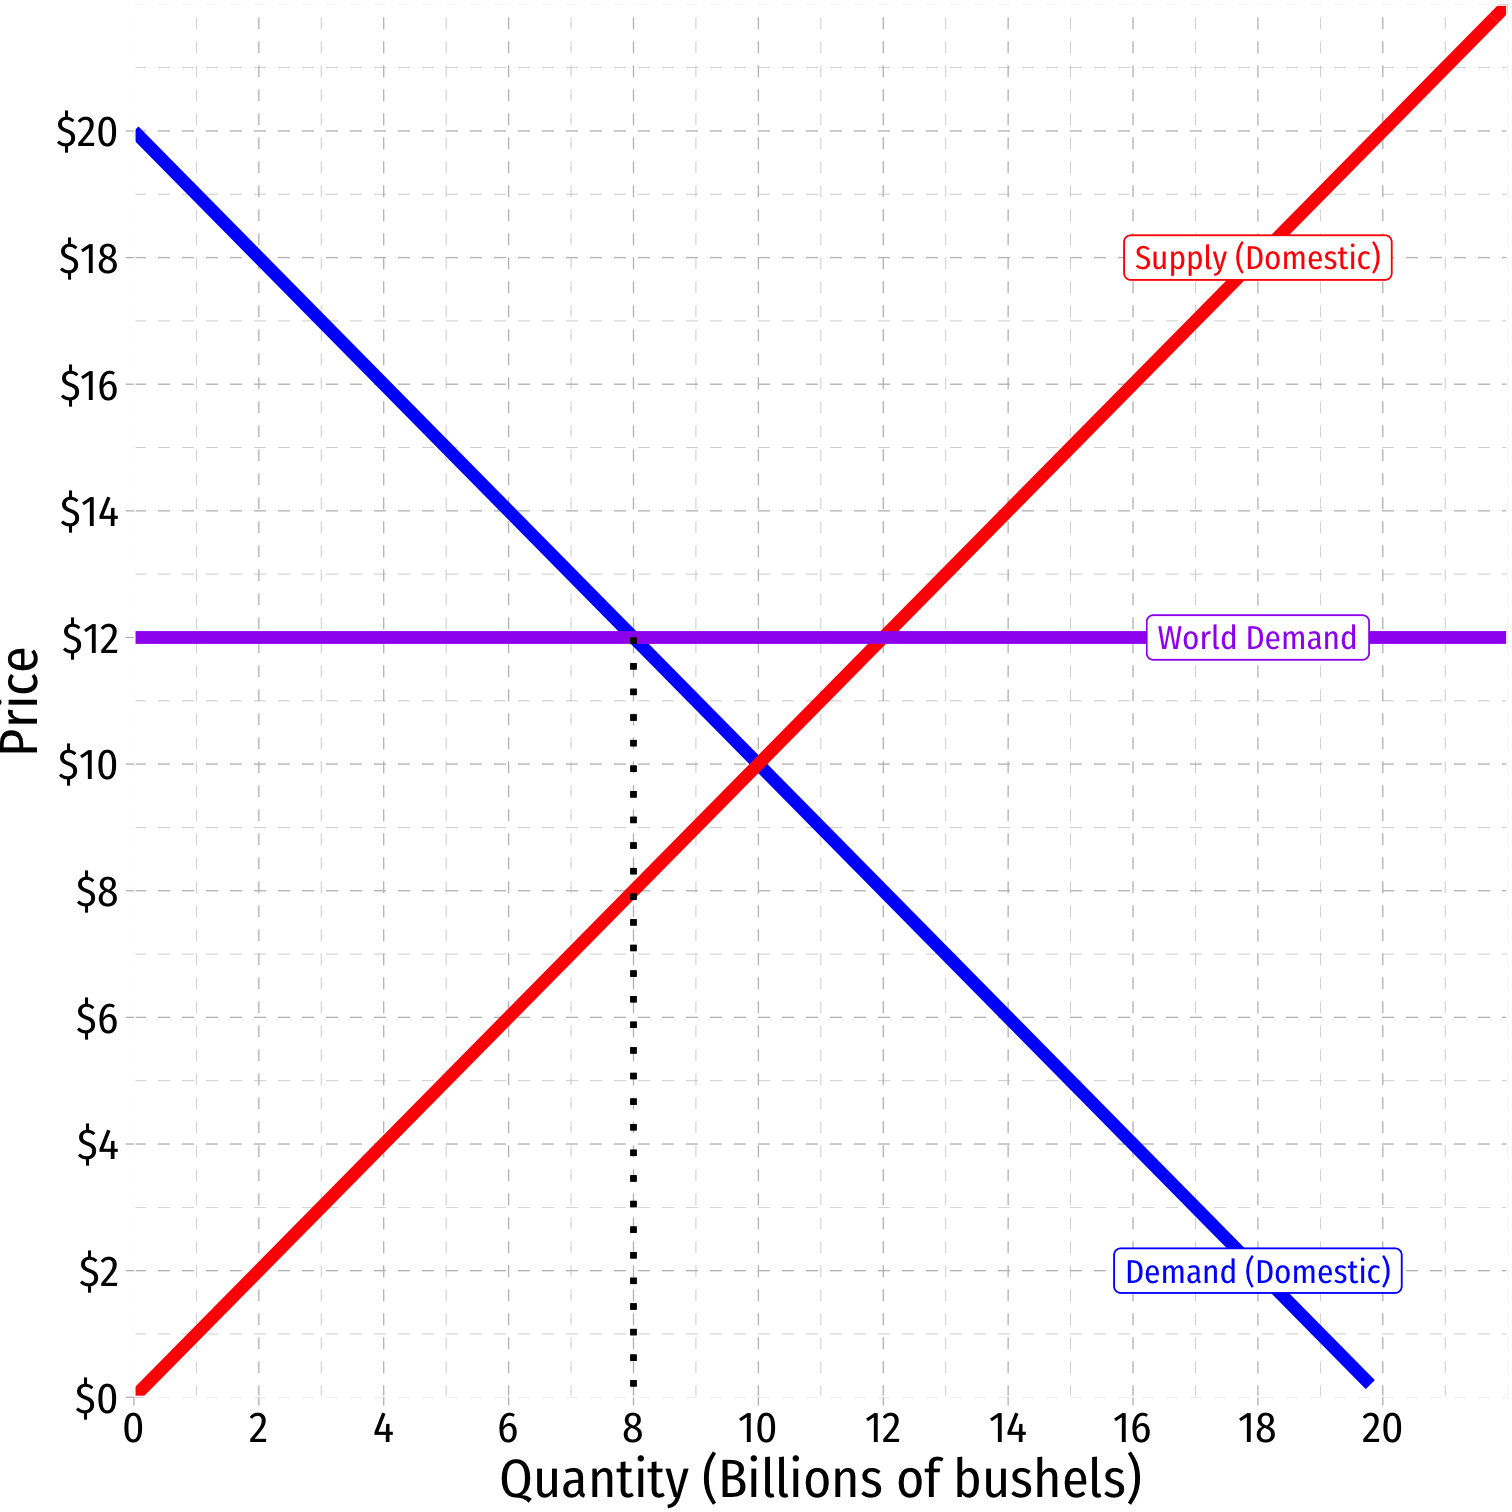 $20
$18
Supply (Domestic)
$16
$14
$12
World Demand
Price
$10
$8
$6
$4
$2
Demand (Domestic)
$0
0 2 4 6 8 10 12 14 16 18 20
Quantity (Billions of bushels)